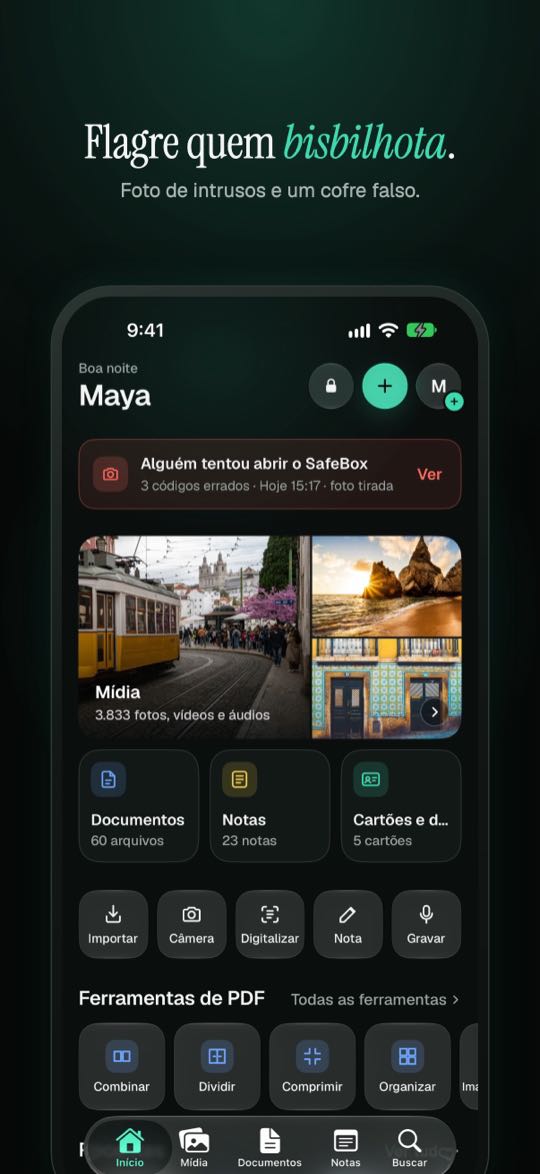 Flagre quem bisbilhota.
Foto de intrusos e um cofre falso.
9:41
Boa noite
Maya
M
Alguém tentou abrir o SafeBox
3 códigos errados · Hoje 15:17 · foto tirada
Ver
Mídia
3.833 fotos, vídeos e áudios
Documentos
60 arquivos
Notas
23 notas
Cartões e d...
5 cartões
Importar
Câmera
Digitalizar
Nota
Gravar
Ferramentas de PDF
Todas as ferramentas
Combinar
Dividir
Comprimir
Organizar
Início
Mídia
Documentos
Notas
Buscar